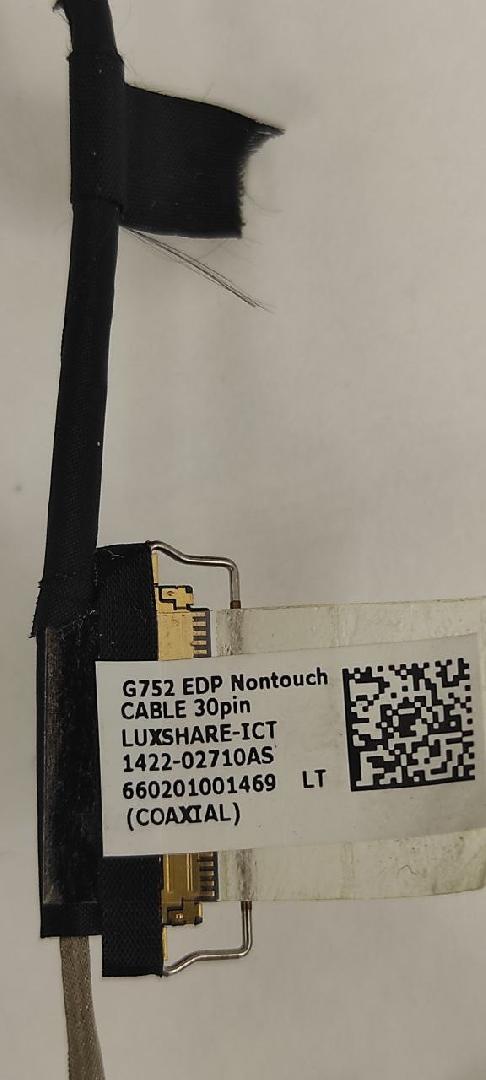 G752 EDP Nontouch
CABLE 30pin
LUXSHARE-ICT
1422-02710AS
660201001469 LT
(COAXIAL)